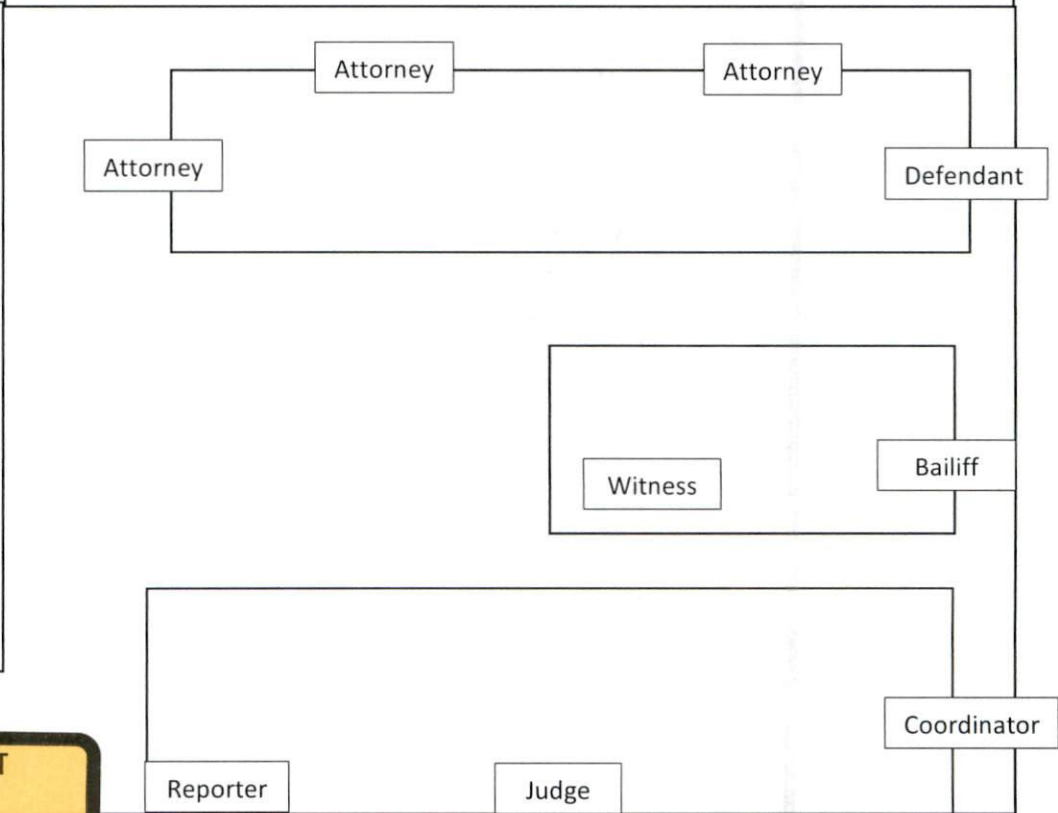 Attorney
Attorney
Attorney
Defendant
Bailiff
Witness
Coordinator
T
Reporter
Judge